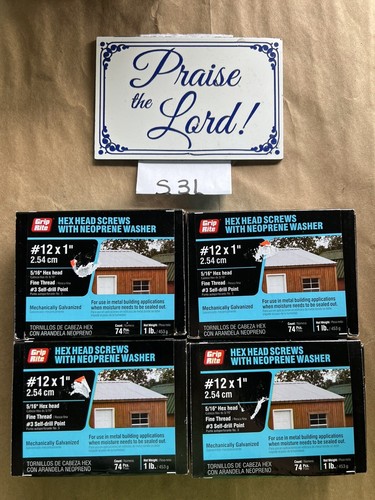 Praise
the
Lord!
S3L
Grip
Rite
HEX HEAD SCREWS
WITH NEOPRENE WASHER
#12 x 1"
2.54 cm
5/16" Hex head
Fine Thread
#3 Self-drill Point
Mechanically Galvanized
For use in metal building applications
when moisture needs to be sealed out.
TORNILLOS DE CABEZA HEX
CON ARANDELA NEOPRENO
74
1 lb.
Grip
Rite
HEX HEAD SCREWS
WITH NEOPRENE WASHER
#12 x 1"
2.54 cm
5/16" Hex head
Fine Thread
#3 Self-drill Point
Mechanically Galvanized
For use in metal building applications
when moisture needs to be sealed out.
TORNILLOS DE CABEZA HEX
CON ARANDELA NEOPRENO
74
1 lb.
Grip
Rite
HEX HEAD SCREWS
WITH NEOPRENE WASHER
#12 x 1"
2.54 cm
5/16" Hex head
Fine Thread
#3 Self-drill Point
Mechanically Galvanized
For use in metal building applications
when moisture needs to be sealed out.
TORNILLOS DE CABEZA HEX
CON ARANDELA NEOPRENO
74
1 lb.
Grip
Rite
HEX HEAD SCREWS
WITH NEOPRENE WASHER
#12 x 1"
2.54 cm
5/16" Hex head
Fine Thread
#3 Self-drill Point
Mechanically Galvanized
For use in metal building applications
when moisture needs to be sealed out.
TORNILLOS DE CABEZA HEX
CON ARANDELA NEOPRENO
74
1 lb.